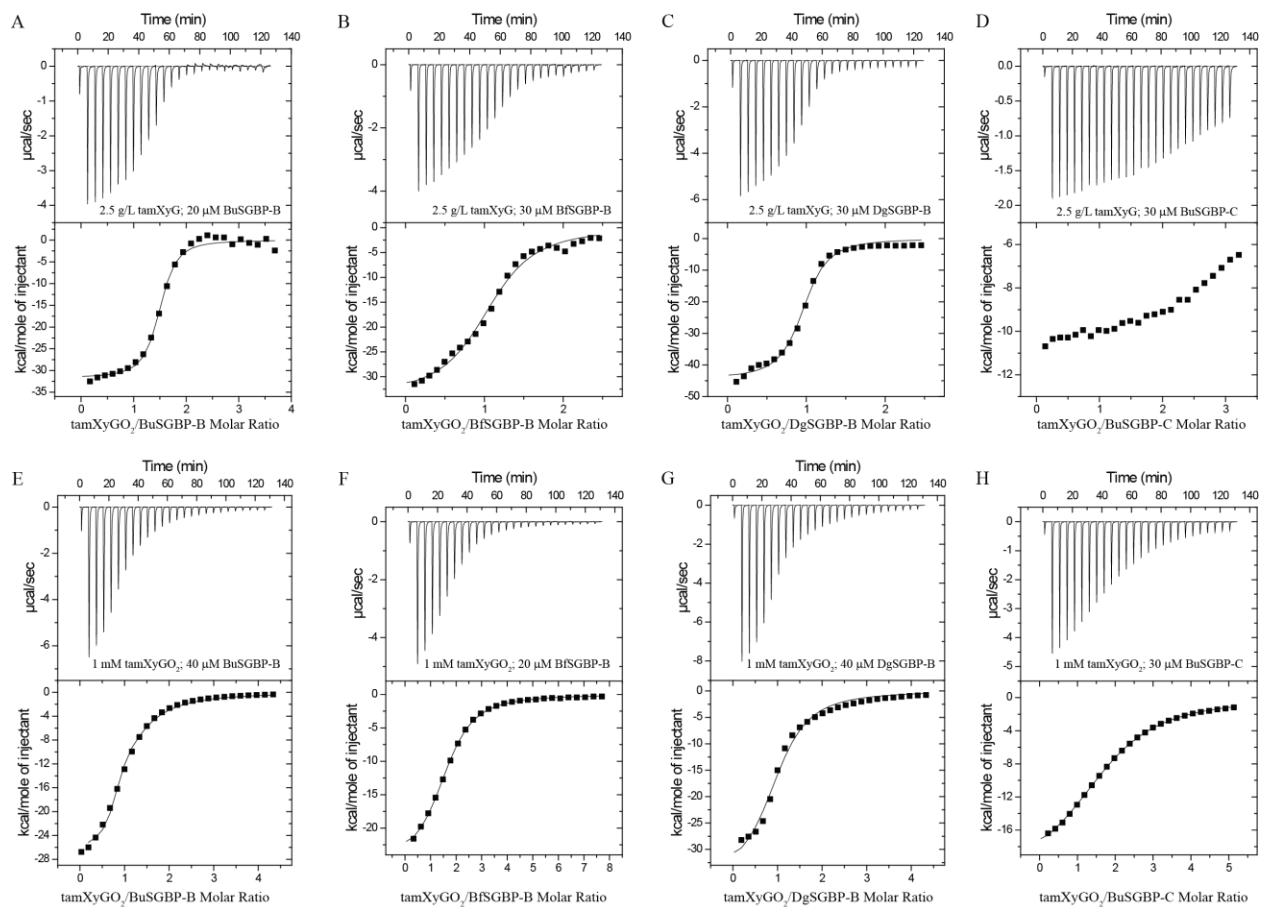 A
Time (min)
0 20 40 60 80 100 120 140
0
-1
-2
-3
-4
µcal/sec
2.5 g/L tamXyG; 20 µM BuSGBP-B
0
-5
-10
-15
-20
-25
-30
-35
kcal/mole of injectant
0 1 2 3 4
tamXyGO₂/BuSGBP-B Molar Ratio
B
Time (min)
0 20 40 60 80 100 120 140
0
-2
-4
µcal/sec
2.5 g/L tamXyG; 30 µM BfSGBP-B
0
-5
-10
-15
-20
-25
-30
kcal/mole of injectant
0 1 2
tamXyGO₂/BfSGBP-B Molar Ratio
C
Time (min)
0 20 40 60 80 100 120 140
0
-2
-4
-6
µcal/sec
2.5 g/L tamXyG; 30 µM DgSGBP-B
0
-10
-20
-30
-40
-50
kcal/mole of injectant
0 1 2
tamXyGO₂/DgSGBP-B Molar Ratio
D
Time (min)
0 20 40 60 80 100 120 140
0.0
-0.5
-1.0
-1.5
-2.0
µcal/sec
2.5 g/L tamXyG; 30 µM BuSGBP-C
-6
-8
-10
-12
kcal/mole of injectant
0 1 2 3
tamXyGO₂/BuSGBP-C Molar Ratio
E
Time (min)
0 20 40 60 80 100 120 140
0
-2
-4
-6
µcal/sec
1 mM tamXyGO₂; 40 µM BuSGBP-B
0
-4
-8
-12
-16
-20
-24
-28
kcal/mole of injectant
0 1 2 3 4
tamXyGO₂/BuSGBP-B Molar Ratio
F
Time (min)
0 20 40 60 80 100 120 140
0
-2
-4
µcal/sec
1 mM tamXyGO₂; 20 µM BfSGBP-B
0
-5
-10
-15
-20
kcal/mole of injectant
0 1 2 3 4 5 6 7 8
tamXyGO₂/BfSGBP-B Molar Ratio
G
Time (min)
0 20 40 60 80 100 120 140
0
-2
-4
-6
-8
µcal/sec
1 mM tamXyGO₂; 40 µM DgSGBP-B
0
-5
-10
-15
-20
-25
-30
kcal/mole of injectant
0 1 2 3 4
tamXyGO₂/DgSGBP-B Molar Ratio
H
Time (min)
0 20 40 60 80 100 120 140
0
-1
-2
-3
-4
-5
µcal/sec
1 mM tamXyGO₂; 30 µM BuSGBP-C
0
-4
-8
-12
-16
kcal/mole of injectant
0 1 2 3 4 5
tamXyGO₂/BuSGBP-C Molar Ratio